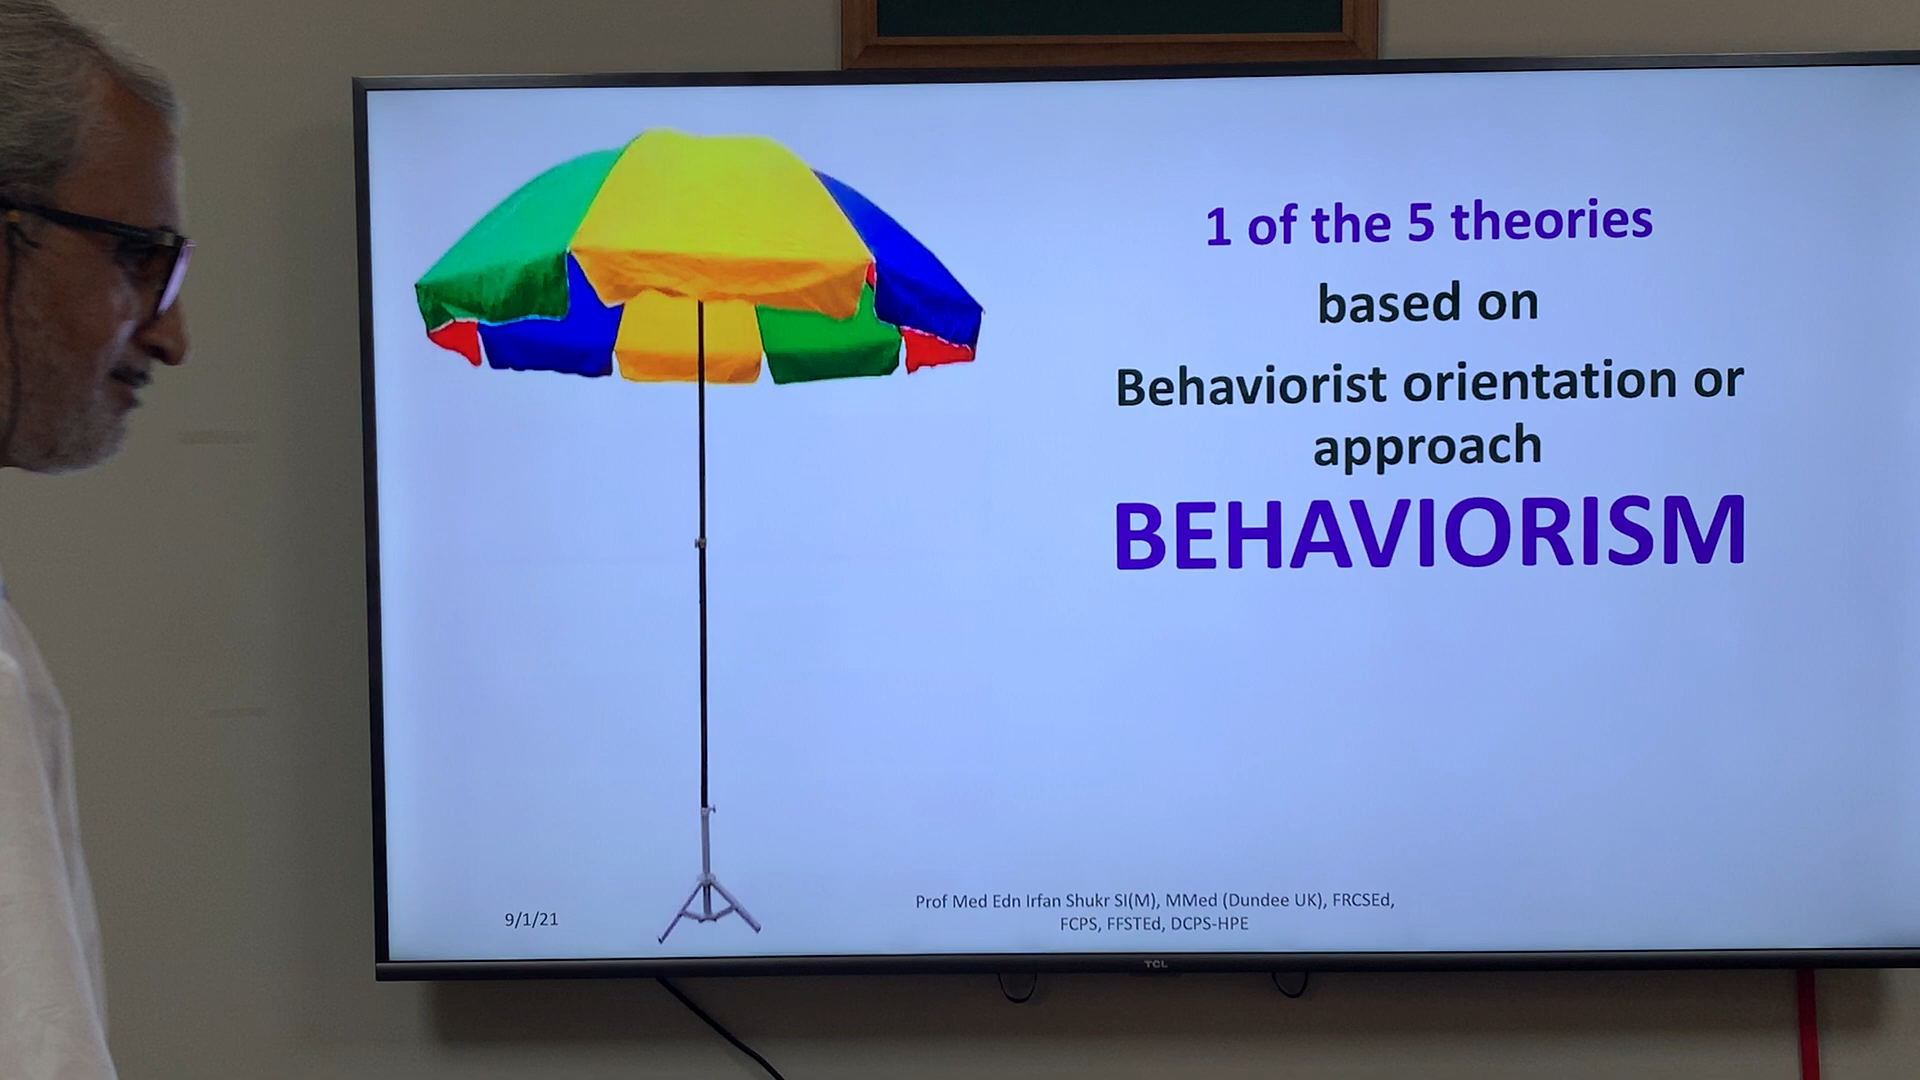 1 of the 5 theories
based on
Behaviorist orientation or
approach
BEHAVIORISM
9/1/21
Prof Med Edn Irfan Shukr SI(M), MMed (Dundee UK), FRCSEd,
FCPS, FFSTEd, DCPS-HPE
TCL